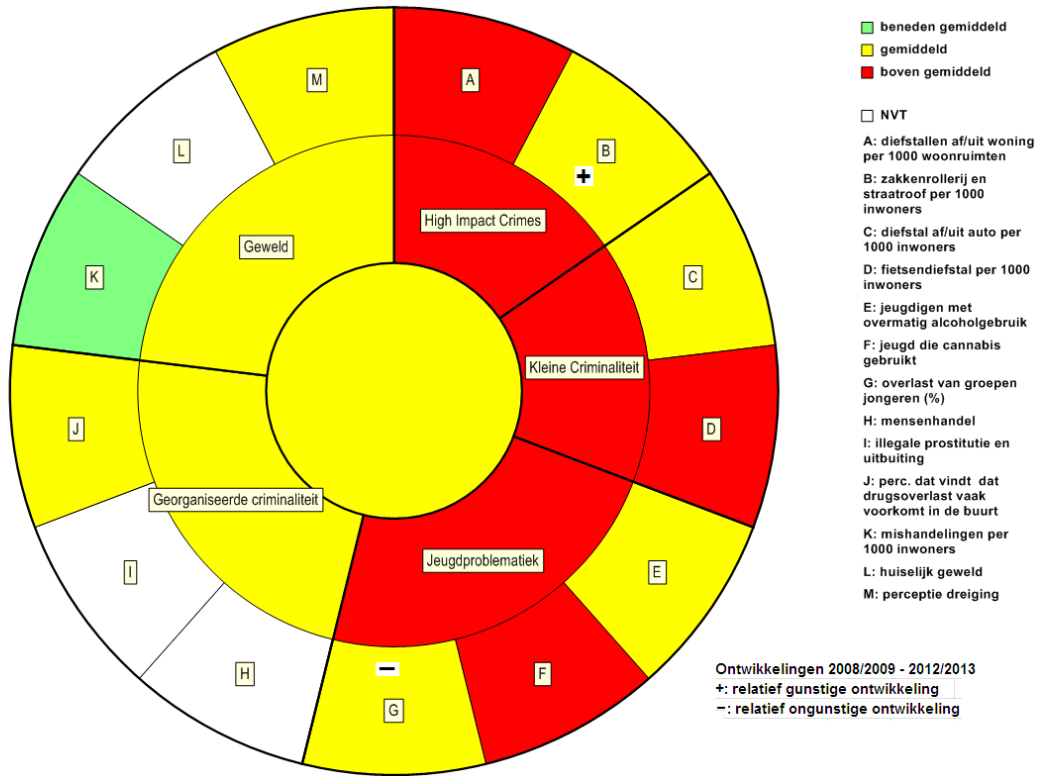 M
A
L
B
+
High Impact Crimes
Geweld
K
C
Kleine Criminaliteit
J
D
Georganiseerde criminaliteit
Jeugdproblematiek
I
E
H
F
−
G
beneden gemiddeld
gemiddeld
boven gemiddeld
NVT
A: diefstallen af/uit woning
per 1000 woonruimten
B: zakkenrollerij en
straatroof per 1000
inwoners
C: diefstal af/uit auto per
1000 inwoners
D: fietsendiefstal per 1000
inwoners
E: jeugdigen met
overmatig alcoholgebruik
F: jeugd die cannabis
gebruikt
G: overlast van groepen
jongeren (%)
H: mensenhandel
I: illegale prostitutie en
uitbuiting
J: perc. dat vindt dat
drugsoverlast vaak
voorkomt in de buurt
K: mishandelingen per
1000 inwoners
L: huiselijk geweld
M: perceptie dreiging
Ontwikkelingen 2008/2009 - 2012/2013
+: relatief gunstige ontwikkeling
−: relatief ongunstige ontwikkeling